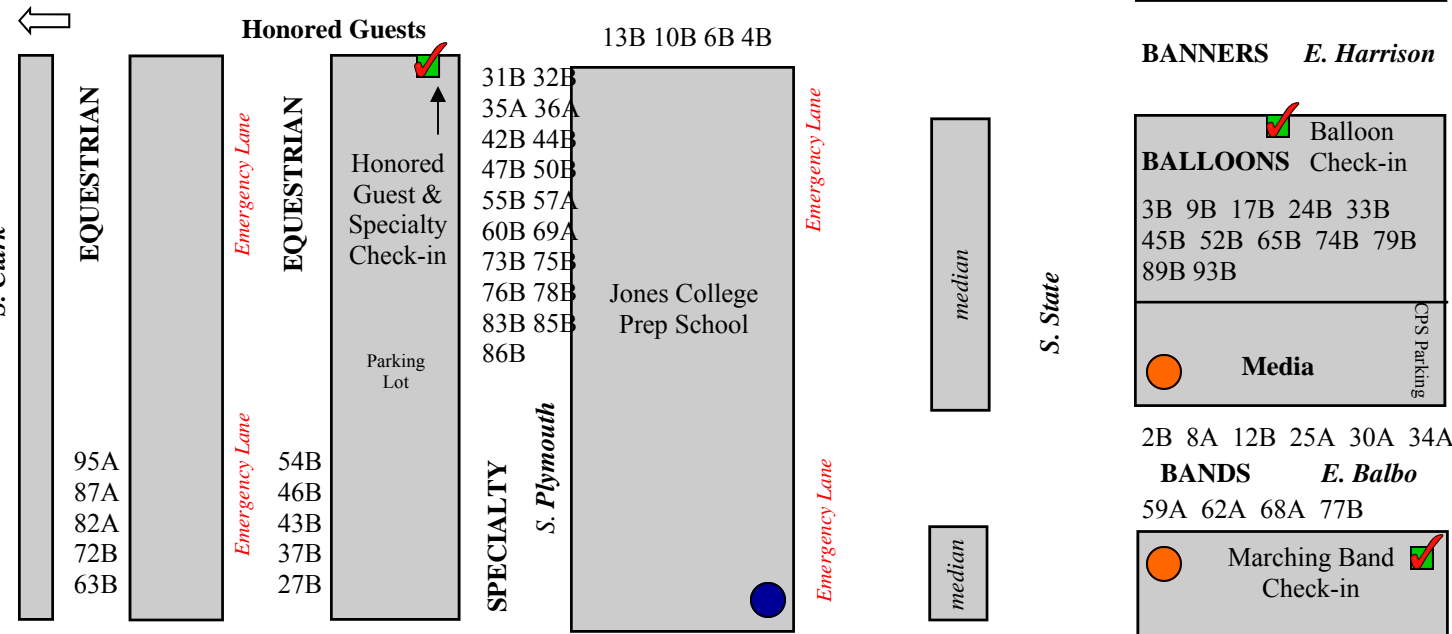 Honored Guests
13B 10B 6B 4B
BANNERS E. Harrison
S. Clark
EQUESTRIAN
95A
87A
82A
72B
63B
Emergency Lane
Emergency Lane
EQUESTRIAN
54B
46B
43B
37B
27B
Honored
Guest &
Specialty
Check-in
Parking
Lot
31B 32B
35A 36A
42B 44B
47B 50B
55B 57A
60B 69A
73B 75B
76B 78B
83B 85B
86B
SPECIALTY
S. Plymouth
Jones College
Prep School
Emergency Lane
Emergency Lane
median
median
S. State
Balloon
BALLOONS Check-in
3B 9B 17B 24B 33B
45B 52B 65B 74B 79B
89B 93B
CPS Parking
Media
2B 8A 12B 25A 30A 34A
BANDS E. Balbo
59A 62A 68A 77B
Marching Band
Check-in